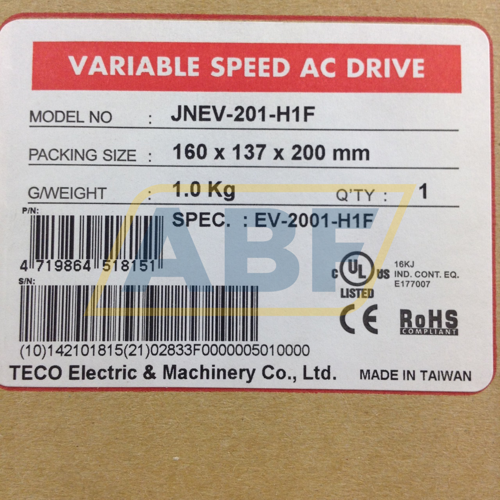 VARIABLE SPEED AC DRIVE
MODEL NO : JNEV-201-H1F
PACKING SIZE : 160 x 137 x 200 mm
G/WEIGHT : 1.0 Kg Q'TY : 1
P/N: SPEC. : EV-2001-H1F
4 719864 518151
S/N:
C UL US
LISTED
16KJ
IND. CONT. EQ.
E177007
CE RoHS
COMPLIANT
(10)142101815(21)02833F0000005010000
TECO Electric & Machinery Co., Ltd. MADE IN TAIWAN
ABF